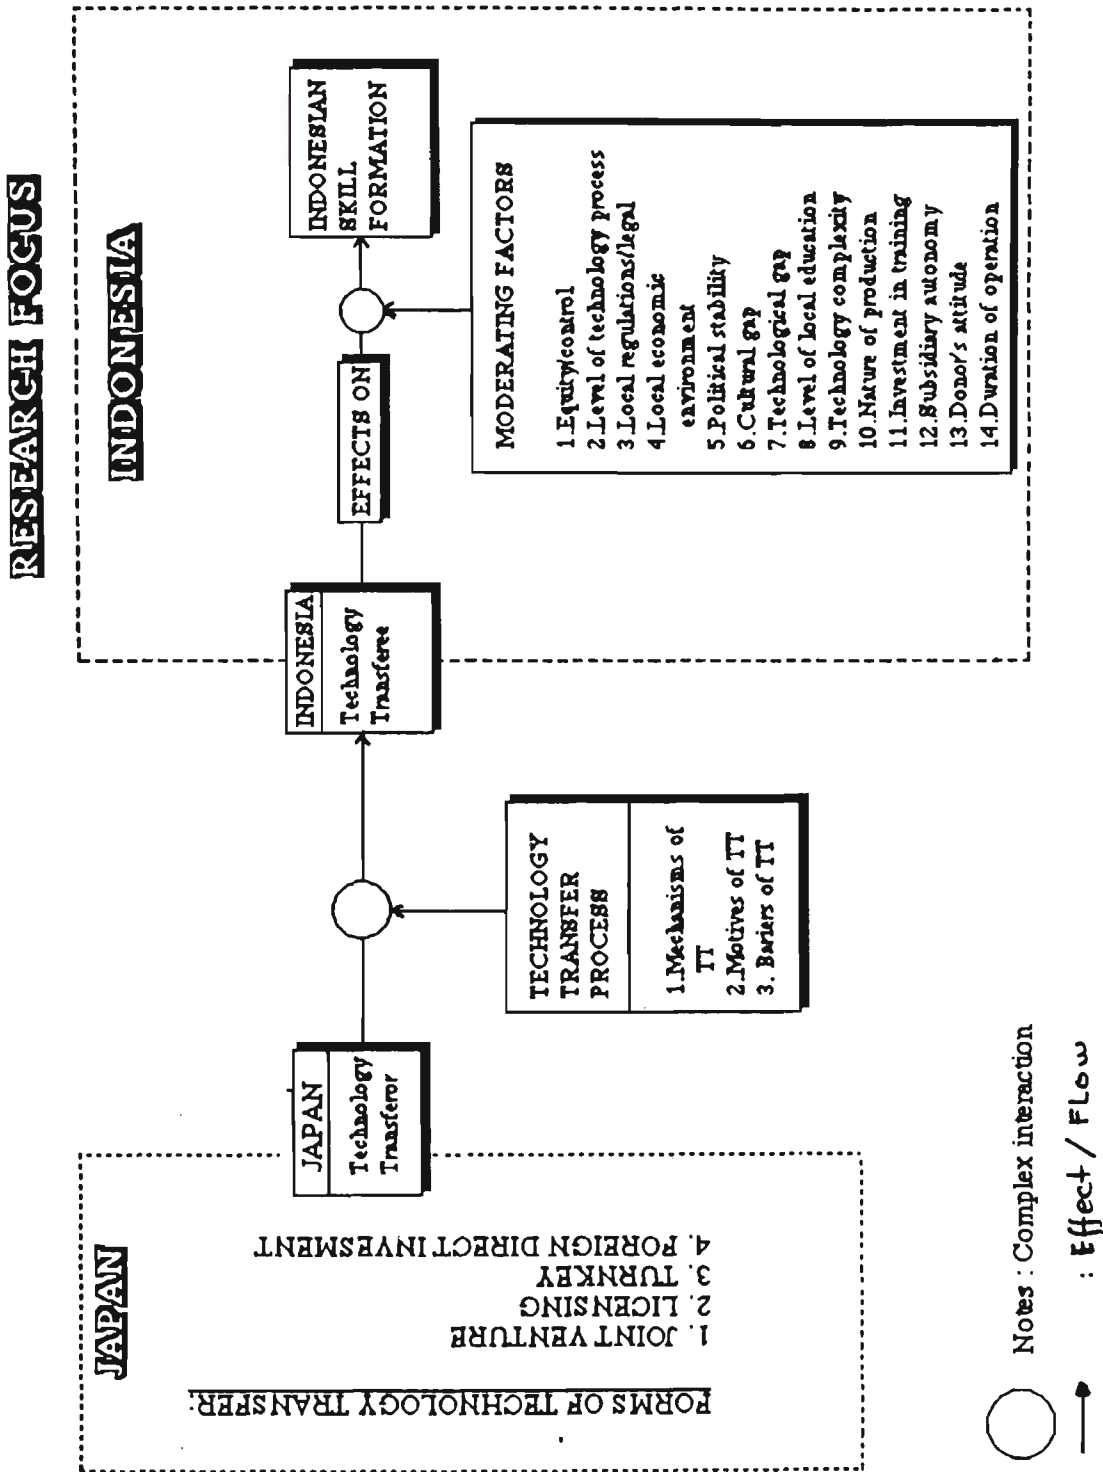 RESEARCH FOCUS
JAPAN
FORMS OF TECHNOLOGY TRANSFER:
1. JOINT VENTURE
2. LICENSING
3. TURNKEY
4. FOREIGN DIRECT INVESMENT
JAPAN
Technology
Transferor
TECHNOLOGY
TRANSFER
PROCESS
1.Mechanisms of
TT
2.Motives of TT
3. Bariers of TT
INDONESIA
INDONESIA
Technology
Transferee
EFFECTS ON
INDONESIAN
SKILL
FORMATION
MODERATING FACTORS
1.Equity/control
2.Level of technology process
3.Local regulations/legal
4.Local economic
environment
5.Political stability
6.Cultural gap
7.Technological gap
8.Level of local education
9.Technology complexity
10.Nature of production
11.Investment in training
12.Subsidiary autonomy
13.Donor's attitude
14.Duration of operation
Notes : Complex interaction
: Effect / FLow